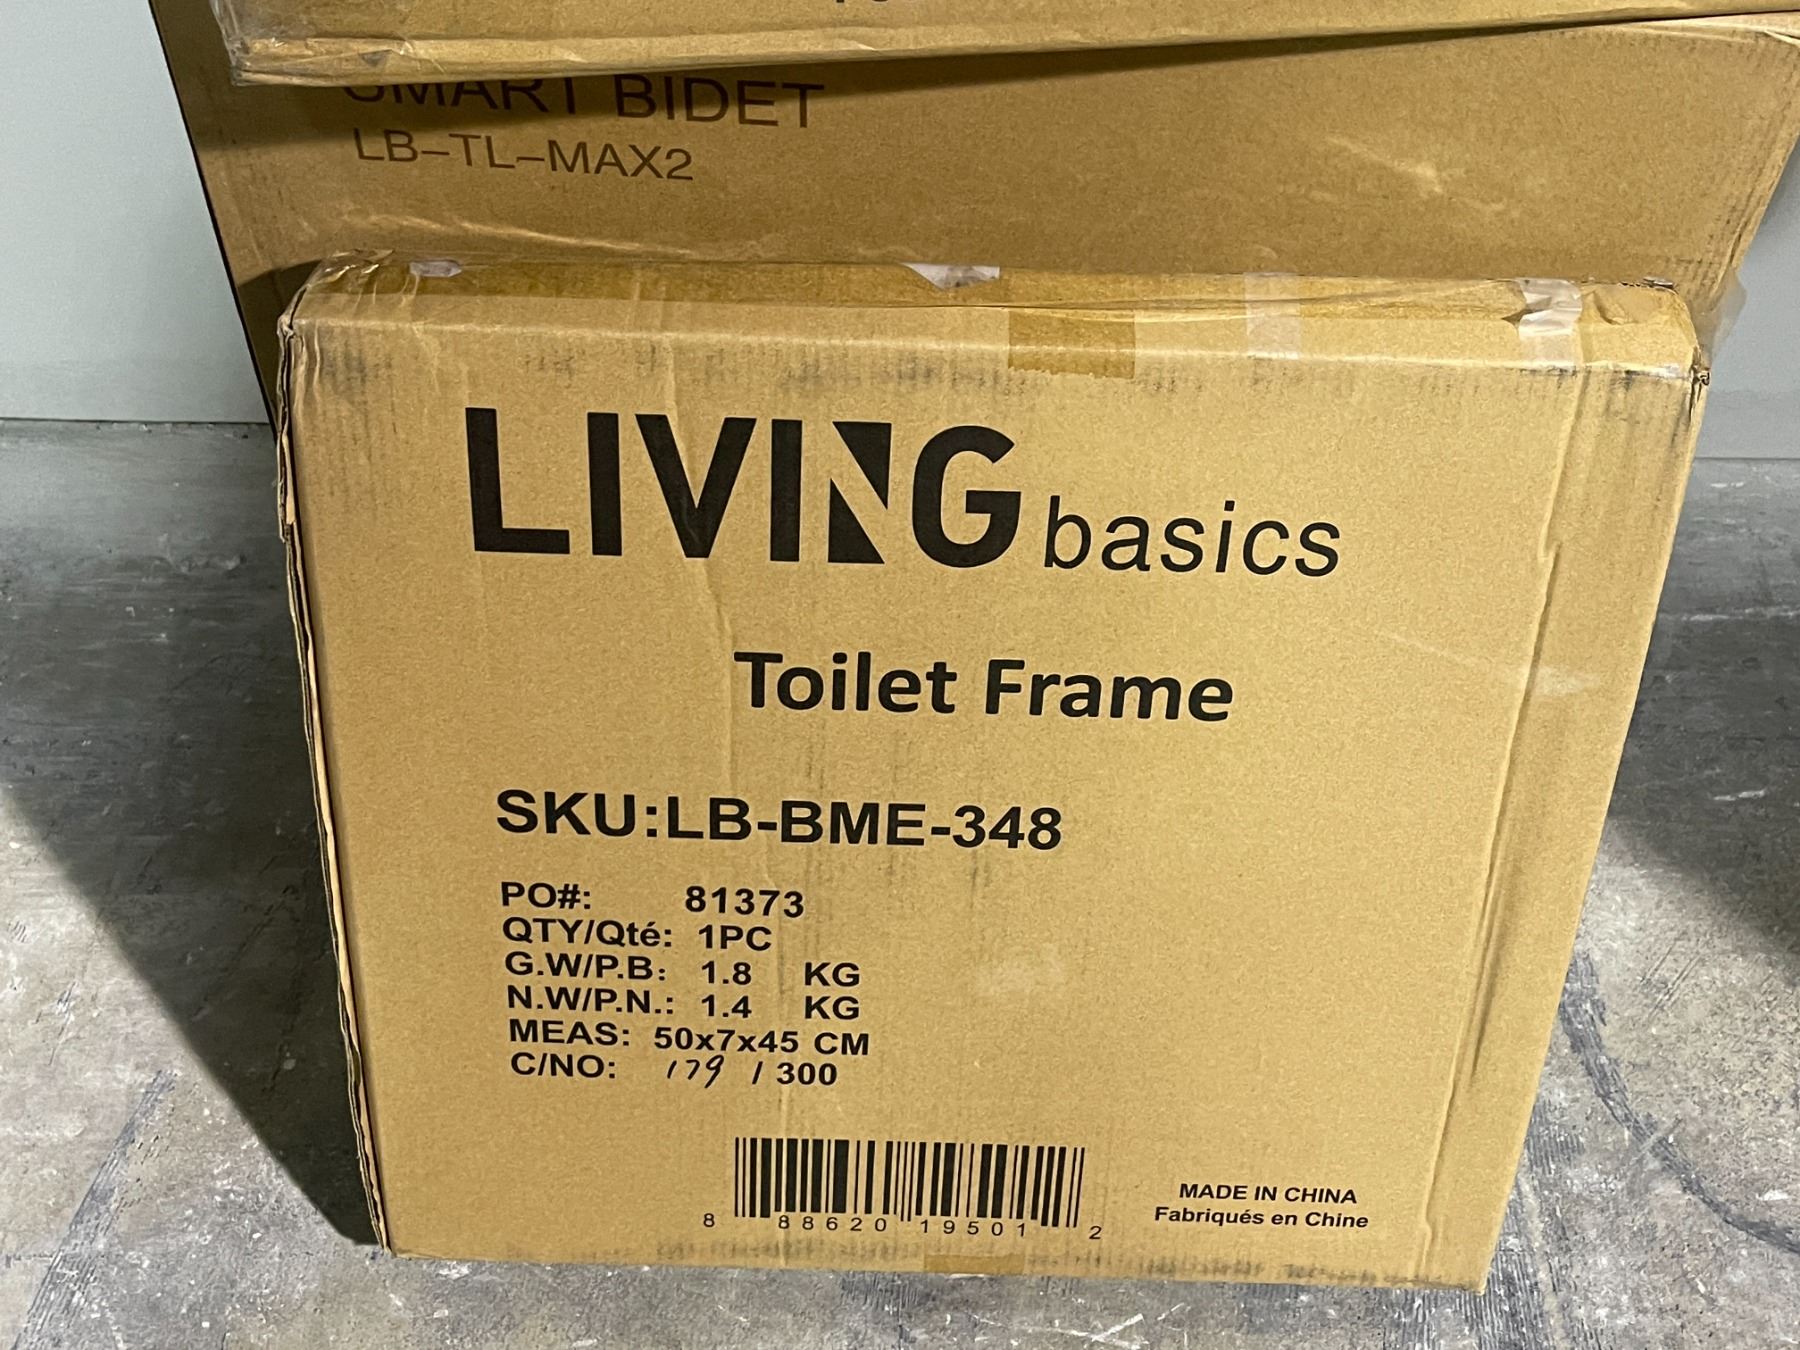 SMART BIDET
LB-TL-MAX2
LIVING basics
Toilet Frame
SKU:LB-BME-348
PO#: 81373
QTY/Qté: 1PC
G.W/P.B: 1.8 KG
N.W/P.N.: 1.4 KG
MEAS: 50x7x45 CM
C/NO: 179 / 300
8 88620 19501 2
MADE IN CHINA
Fabriqués en Chine